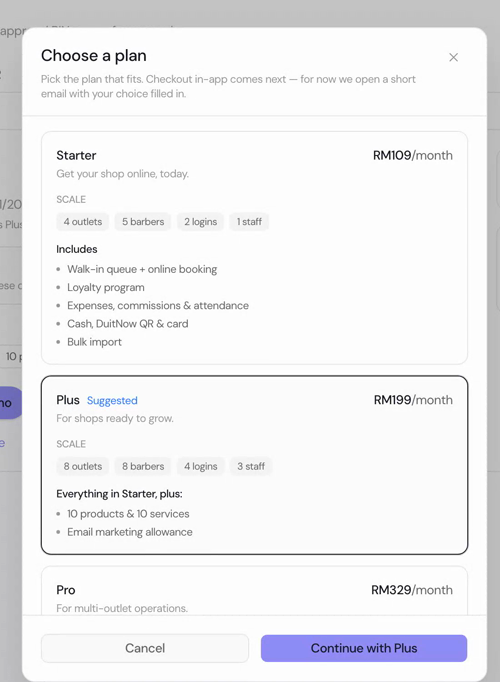 Choose a plan
Pick the plan that fits. Checkout in-app comes next — for now we open a short
email with your choice filled in.
Starter
RM109/month
Get your shop online, today.
SCALE
4 outlets 5 barbers 2 logins 1 staff
Includes
• Walk-in queue + online booking
• Loyalty program
• Expenses, commissions & attendance
• Cash, DuitNow QR & card
• Bulk import
Plus Suggested
RM199/month
For shops ready to grow.
SCALE
8 outlets 8 barbers 4 logins 3 staff
Everything in Starter, plus:
• 10 products & 10 services
• Email marketing allowance
Pro
RM329/month
For multi-outlet operations.
Cancel
Continue with Plus